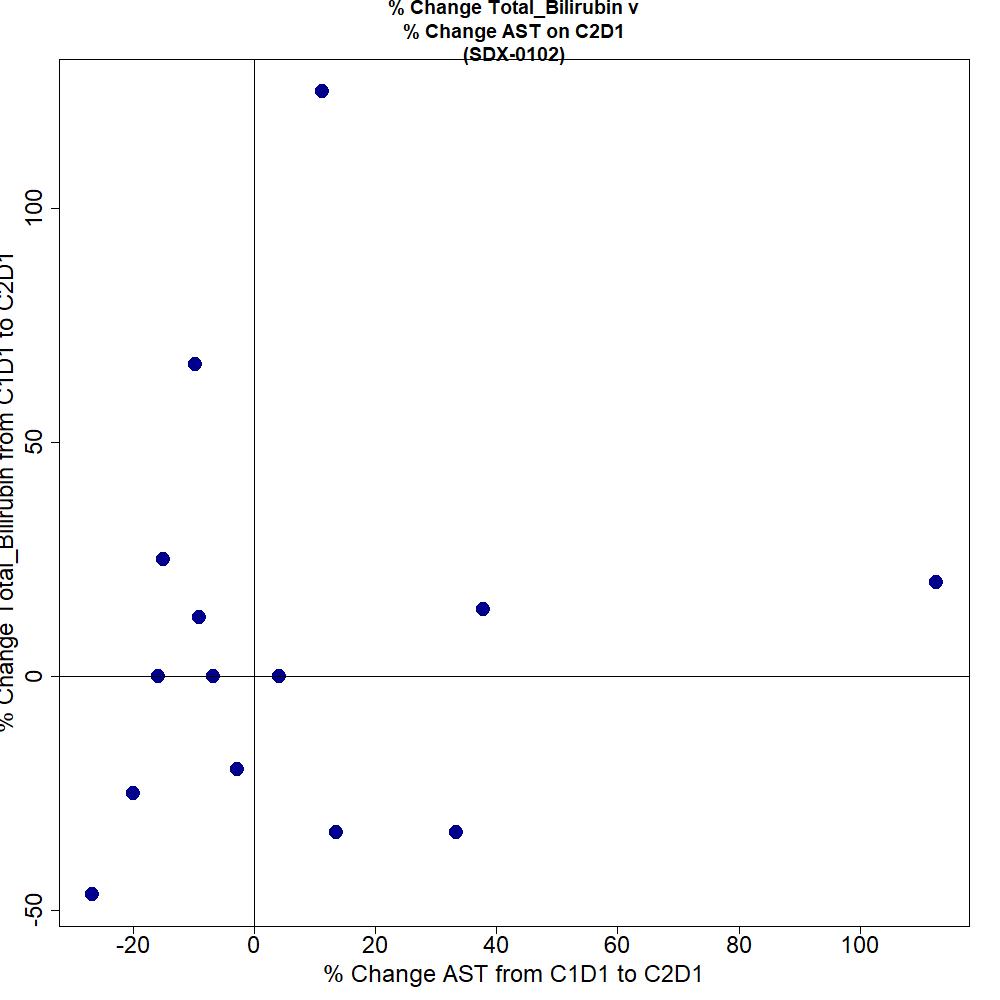 % Change Total_Bilirubin v
% Change AST on C2D1
(SDX-0102)
% Change Total_Bilirubin from C1D1 to C2D1
100
50
0
-50
-20 0 20 40 60 80 100
% Change AST from C1D1 to C2D1